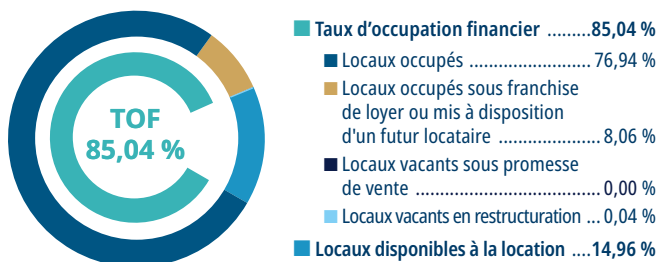 TOF
85,04 %
Taux d’occupation financier .........85,04 %
Locaux occupés ..................... 76,94 %
Locaux occupés sous franchise
de loyer ou mis à disposition
d'un futur locataire ................... 8,06 %
Locaux vacants sous promesse
de vente .................................. 0,00 %
Locaux vacants en restructuration ... 0,04 %
Locaux disponibles à la location ....14,96 %